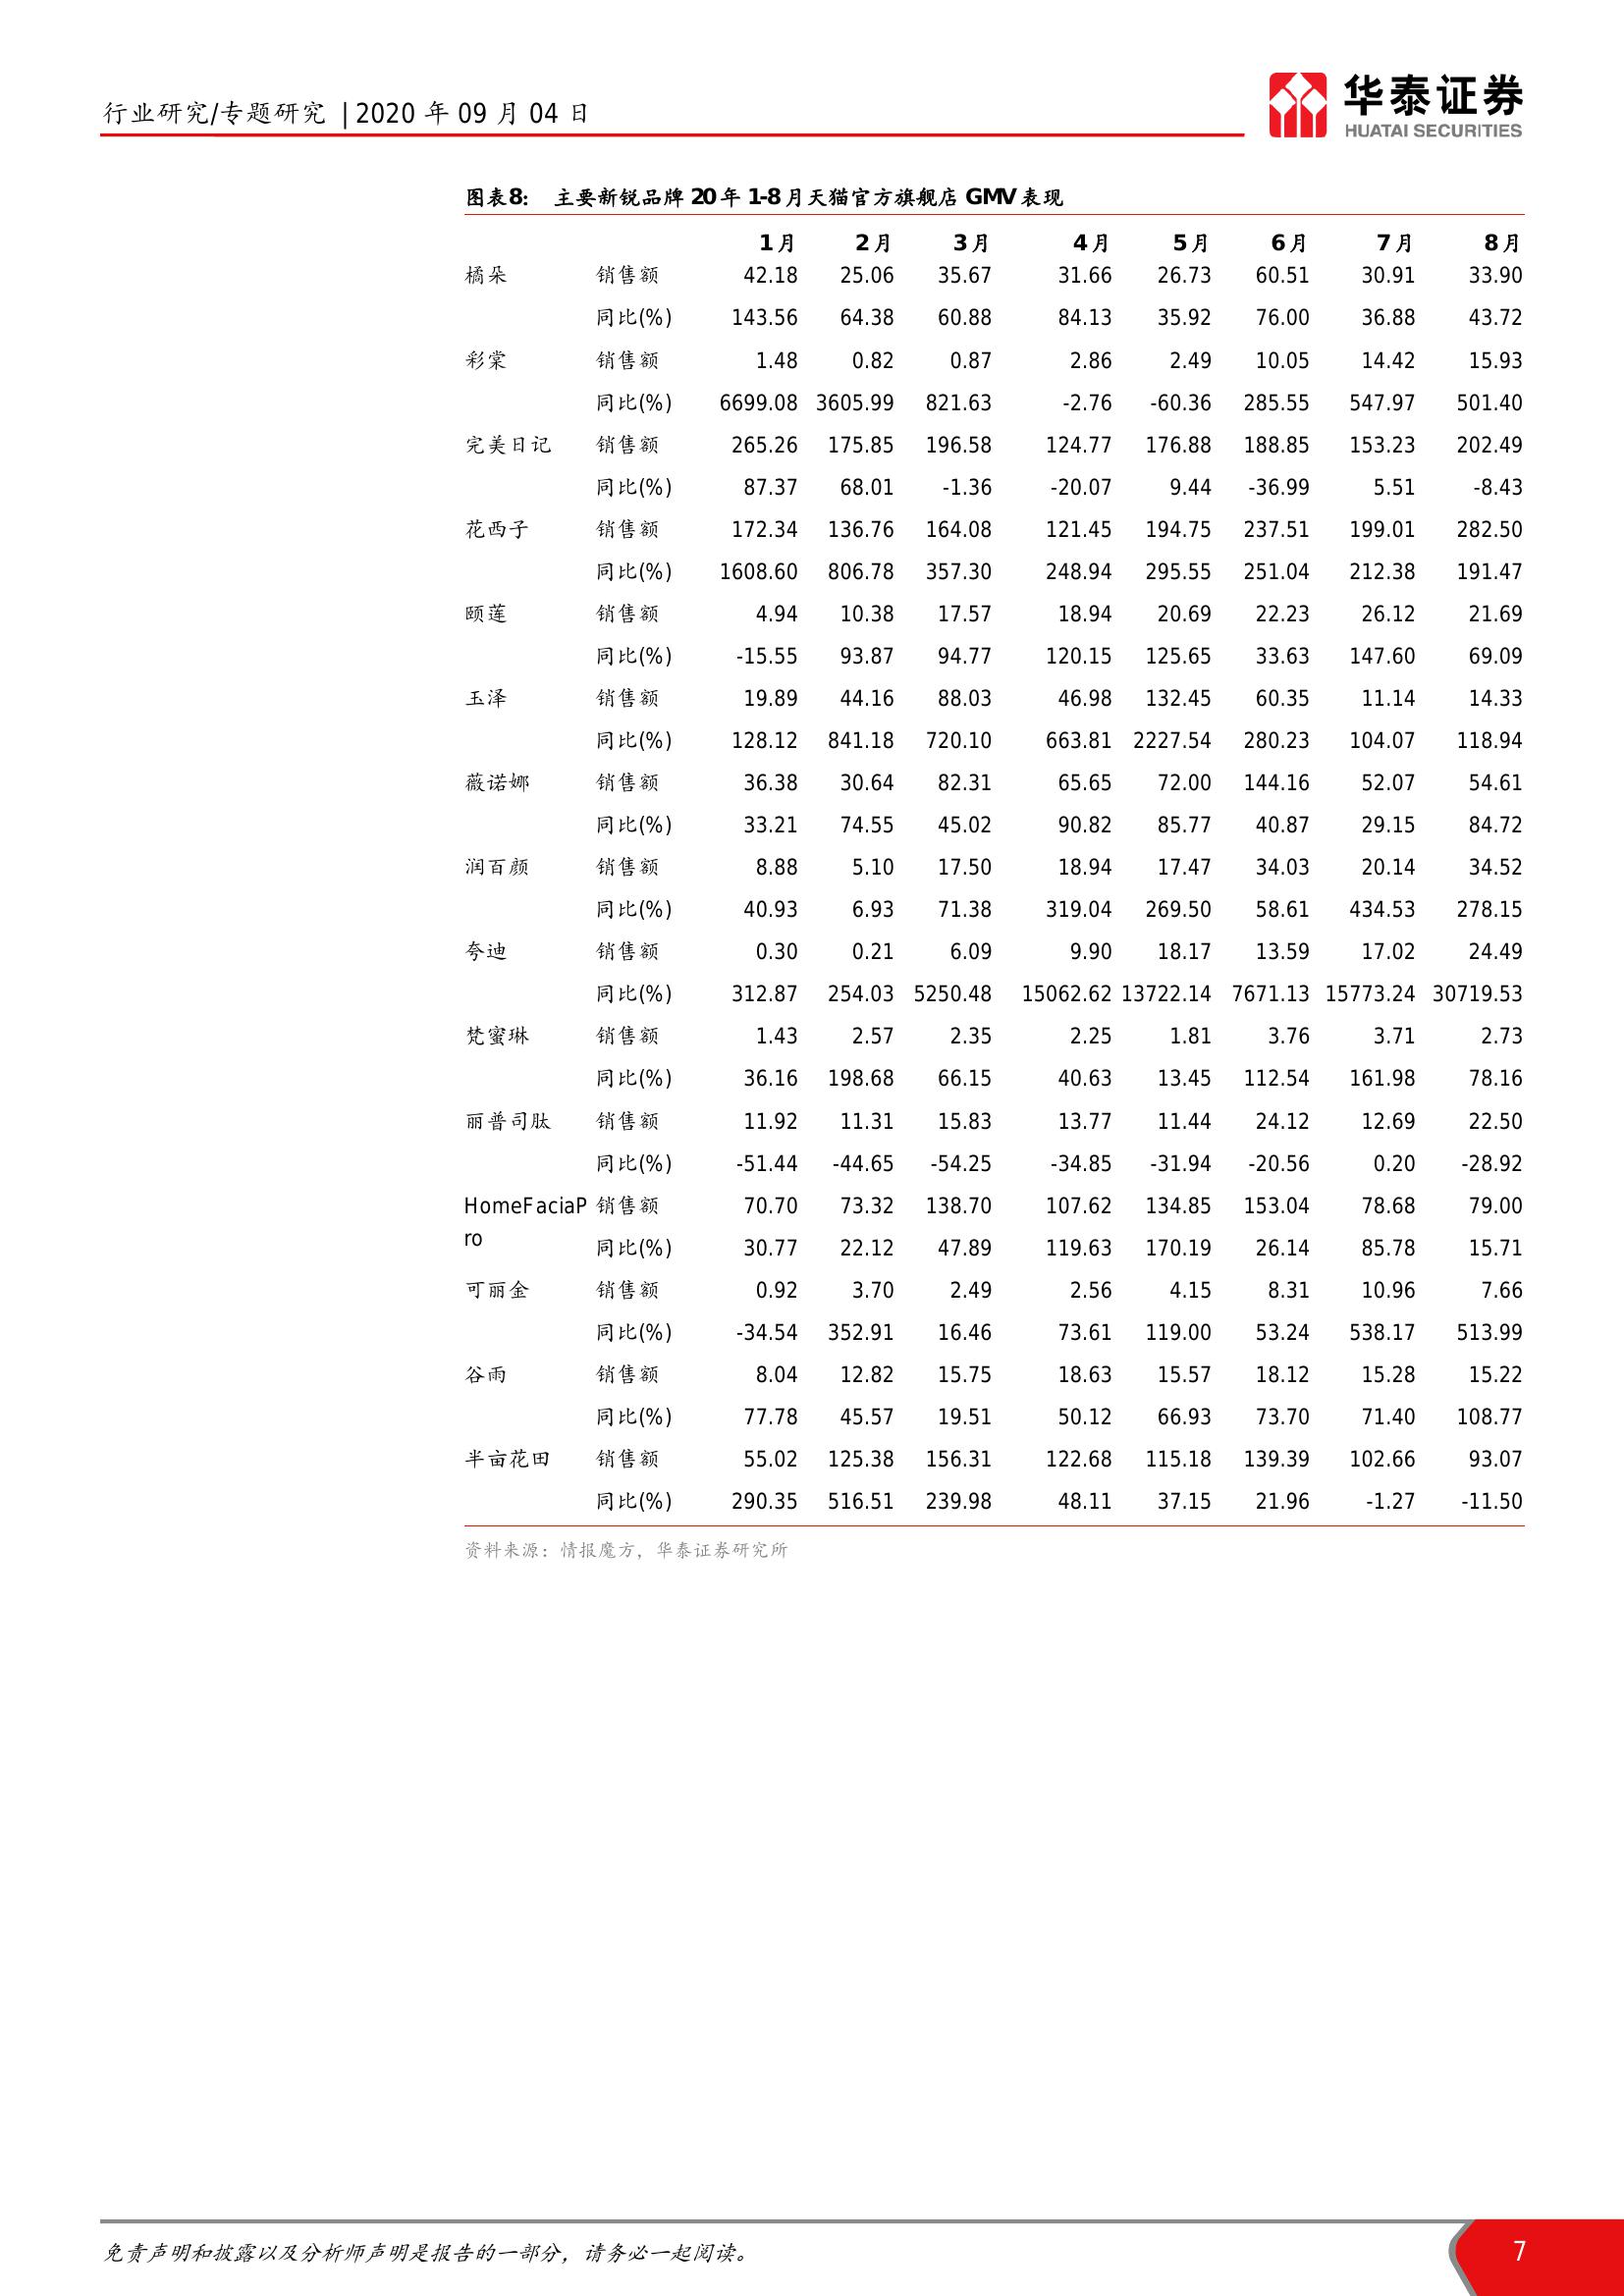 行业研究/专题研究 | 2020 年 09 月 04 日
华泰证券
HUATAI SECURITIES
图表8: 主要新锐品牌 20 年 1-8 月天猫官方旗舰店 GMV 表现
1月 2月 3月 4月 5月 6月 7月 8月
橘朵 销售额 42.18 25.06 35.67 31.66 26.73 60.51 30.91 33.90
同比(%) 143.56 64.38 60.88 84.13 35.92 76.00 36.88 43.72
彩棠 销售额 1.48 0.82 0.87 2.86 2.49 10.05 14.42 15.93
同比(%) 6699.08 3605.99 821.63 -2.76 -60.36 285.55 547.97 501.40
完美日记 销售额 265.26 175.85 196.58 124.77 176.88 188.85 153.23 202.49
同比(%) 87.37 68.01 -1.36 -20.07 9.44 -36.99 5.51 -8.43
花西子 销售额 172.34 136.76 164.08 121.45 194.75 237.51 199.01 282.50
同比(%) 1608.60 806.78 357.30 248.94 295.55 251.04 212.38 191.47
颐莲 销售额 4.94 10.38 17.57 18.94 20.69 22.23 26.12 21.69
同比(%) -15.55 93.87 94.77 120.15 125.65 33.63 147.60 69.09
玉泽 销售额 19.89 44.16 88.03 46.98 132.45 60.35 11.14 14.33
同比(%) 128.12 841.18 720.10 663.81 2227.54 280.23 104.07 118.94
薇诺娜 销售额 36.38 30.64 82.31 65.65 72.00 144.16 52.07 54.61
同比(%) 33.21 74.55 45.02 90.82 85.77 40.87 29.15 84.72
润百颜 销售额 8.88 5.10 17.50 18.94 17.47 34.03 20.14 34.52
同比(%) 40.93 6.93 71.38 319.04 269.50 58.61 434.53 278.15
夸迪 销售额 0.30 0.21 6.09 9.90 18.17 13.59 17.02 24.49
同比(%) 312.87 254.03 5250.48 15062.62 13722.14 7671.13 15773.24 30719.53
梵蜜琳 销售额 1.43 2.57 2.35 2.25 1.81 3.76 3.71 2.73
同比(%) 36.16 198.68 66.15 40.63 13.45 112.54 161.98 78.16
丽普司肽 销售额 11.92 11.31 15.83 13.77 11.44 24.12 12.69 22.50
同比(%) -51.44 -44.65 -54.25 -34.85 -31.94 -20.56 0.20 -28.92
HomeFaciaP 销售额 70.70 73.32 138.70 107.62 134.85 153.04 78.68 79.00
ro 同比(%) 30.77 22.12 47.89 119.63 170.19 26.14 85.78 15.71
可丽金 销售额 0.92 3.70 2.49 2.56 4.15 8.31 10.96 7.66
同比(%) -34.54 352.91 16.46 73.61 119.00 53.24 538.17 513.99
谷雨 销售额 8.04 12.82 15.75 18.63 15.57 18.12 15.28 15.22
同比(%) 77.78 45.57 19.51 50.12 66.93 73.70 71.40 108.77
半亩花田 销售额 55.02 125.38 156.31 122.68 115.18 139.39 102.66 93.07
同比(%) 290.35 516.51 239.98 48.11 37.15 21.96 -1.27 -11.50
资料来源：情报魔方，华泰证券研究所
免责声明和披露以及分析师声明是报告的一部分，请务必一起阅读。
7